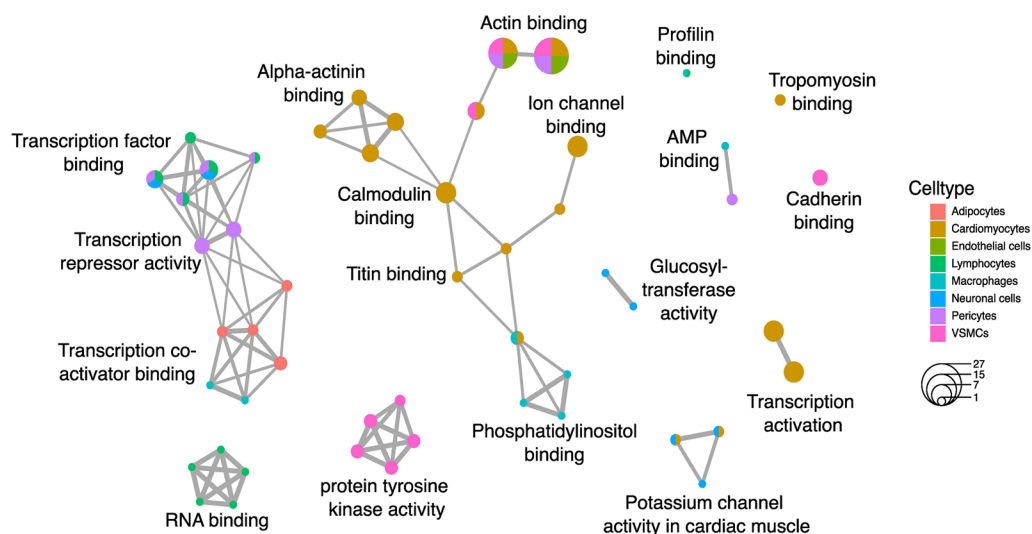 Actin binding
Profilin
binding
Alpha-actinin
binding
Tropomyosin
binding
Ion channel
binding
Transcription factor
binding
AMP
binding
Calmodulin
binding
Cadherin
binding
Transcription
repressor activity
Titin binding
Glucosyl-
transferase
activity
Transcription co-
activator binding
Transcription
activation
Phosphatidylinositol
binding
protein tyrosine
kinase activity
RNA binding
Potassium channel
activity in cardiac muscle
Celltype
Adipocytes
Cardiomyocytes
Endothelial cells
Lymphocytes
Macrophages
Neuronal cells
Pericytes
VSMCs
27
15
7
1